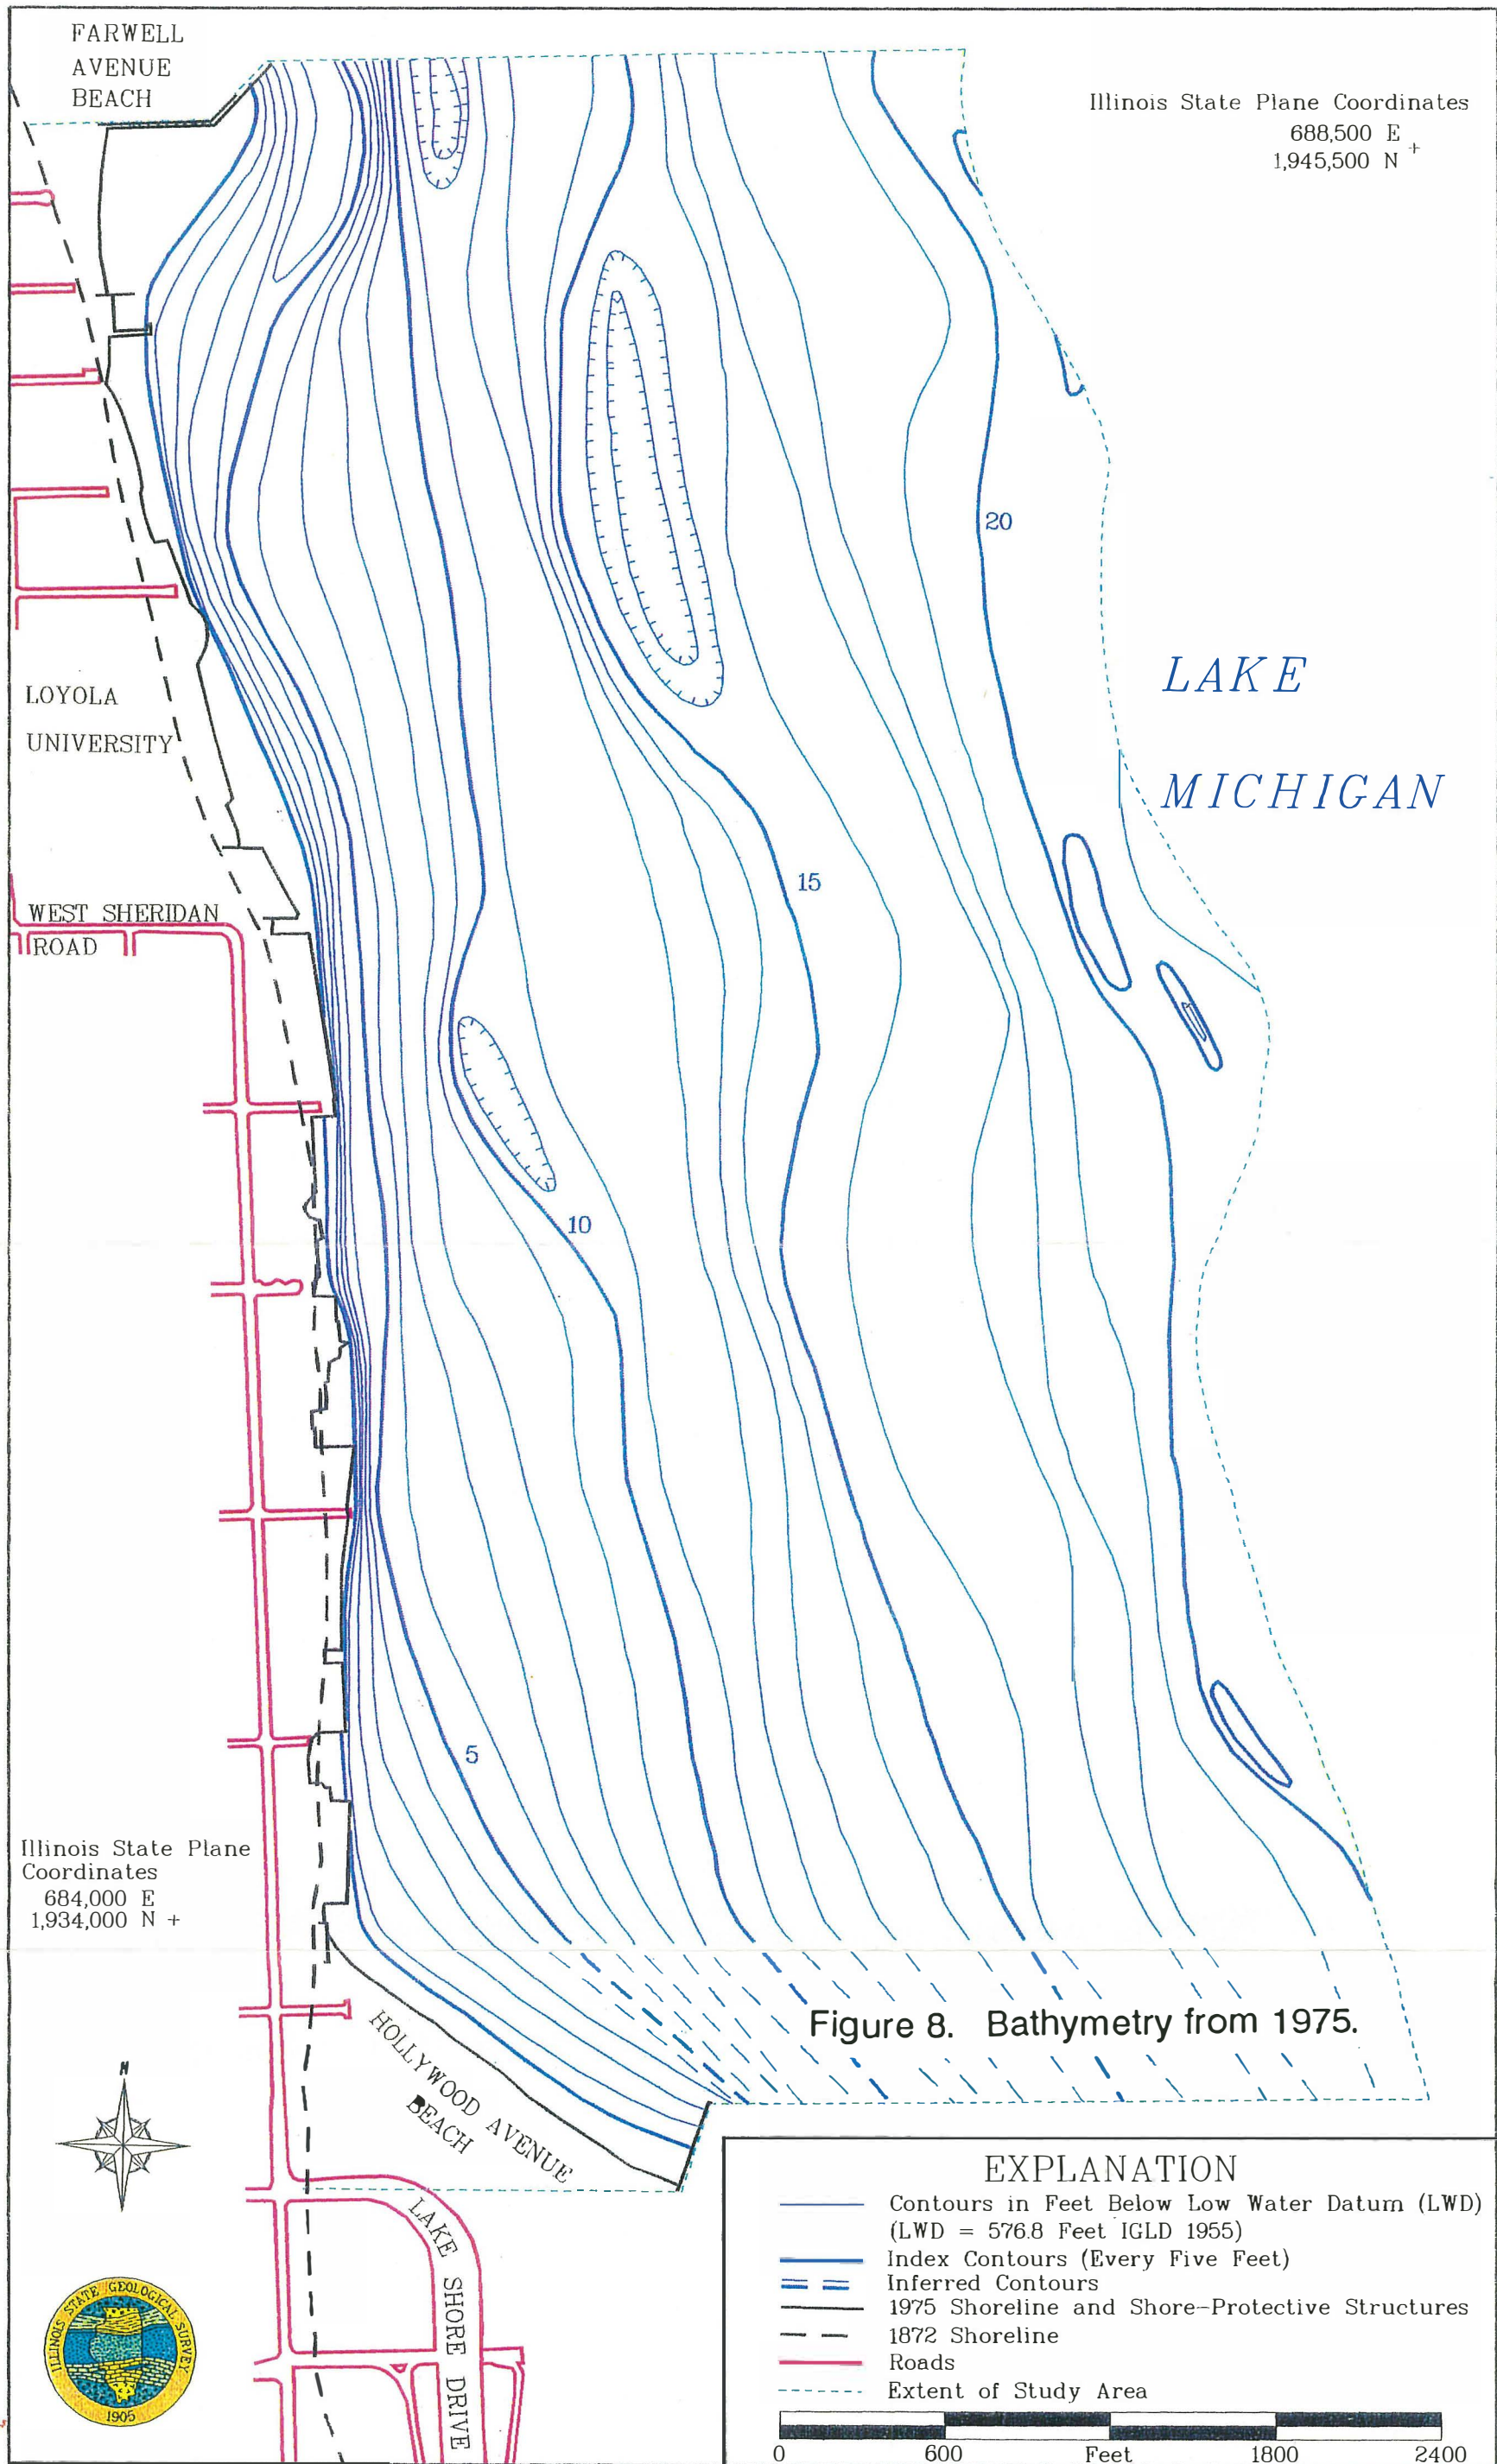 FARWELL
AVENUE
BEACH
Illinois State Plane Coordinates
688,500 E
1,945,500 N +
20
LAKE
MICHIGAN
LOYOLA
UNIVERSITY
15
WEST SHERIDAN
ROAD
10
5
Illinois State Plane
Coordinates
684,000 E
1,934,000 N +
Figure 8. Bathymetry from 1975.
HOLLYWOOD AVENUE
BEACH
N
LAKE SHORE DRIVE
ILLINOIS STATE GEOLOGICAL SURVEY
1905
EXPLANATION
Contours in Feet Below Low Water Datum (LWD)
(LWD = 576.8 Feet IGLD 1955)
Index Contours (Every Five Feet)
Inferred Contours
1975 Shoreline and Shore-Protective Structures
1872 Shoreline
Roads
Extent of Study Area
0 600 Feet 1800 2400